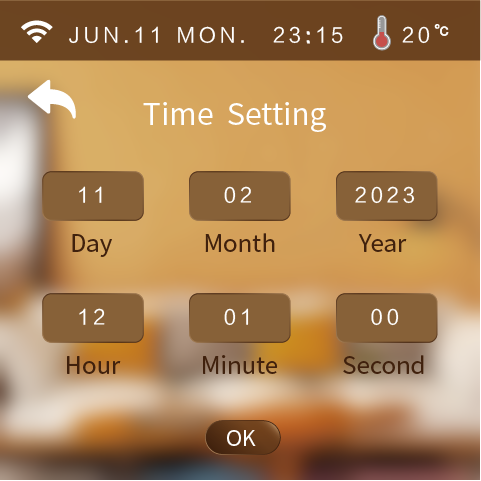 JUN.11 MON. 23:15 20℃
Time Setting
11 02 2023
Day Month Year
12 01 00
Hour Minute Second
OK